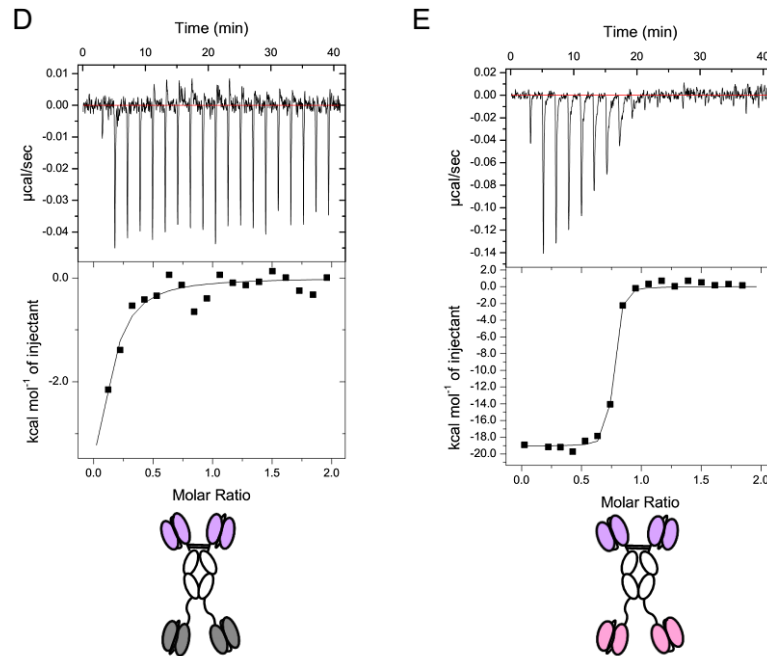 D
Time (min)
0 10 20 30 40
0.01
0.00
-0.01
-0.02
-0.03
-0.04
µcal/sec
0.0
-2.0
kcal mol⁻¹ of injectant
0.0 0.5 1.0 1.5 2.0
Molar Ratio
E
Time (min)
0 10 20 30 40
0.02
0.00
-0.02
-0.04
-0.06
-0.08
-0.10
-0.12
-0.14
µcal/sec
2.0
0.0
-2.0
-4.0
-6.0
-8.0
-10.0
-12.0
-14.0
-16.0
-18.0
-20.0
kcal mol⁻¹ of injectant
0.0 0.5 1.0 1.5 2.0
Molar Ratio